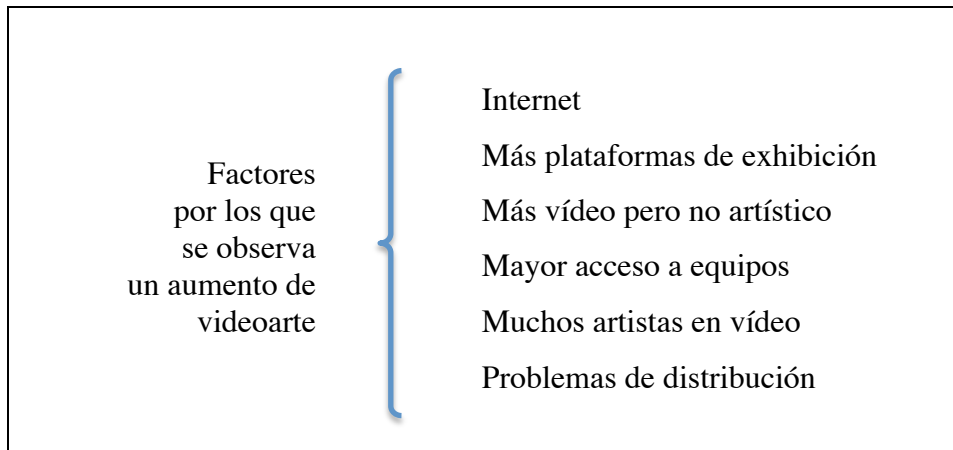 Factores
por los que
se observa
un aumento de
videoarte
Internet
Más plataformas de exhibición
Más vídeo pero no artístico
Mayor acceso a equipos
Muchos artistas en vídeo
Problemas de distribución